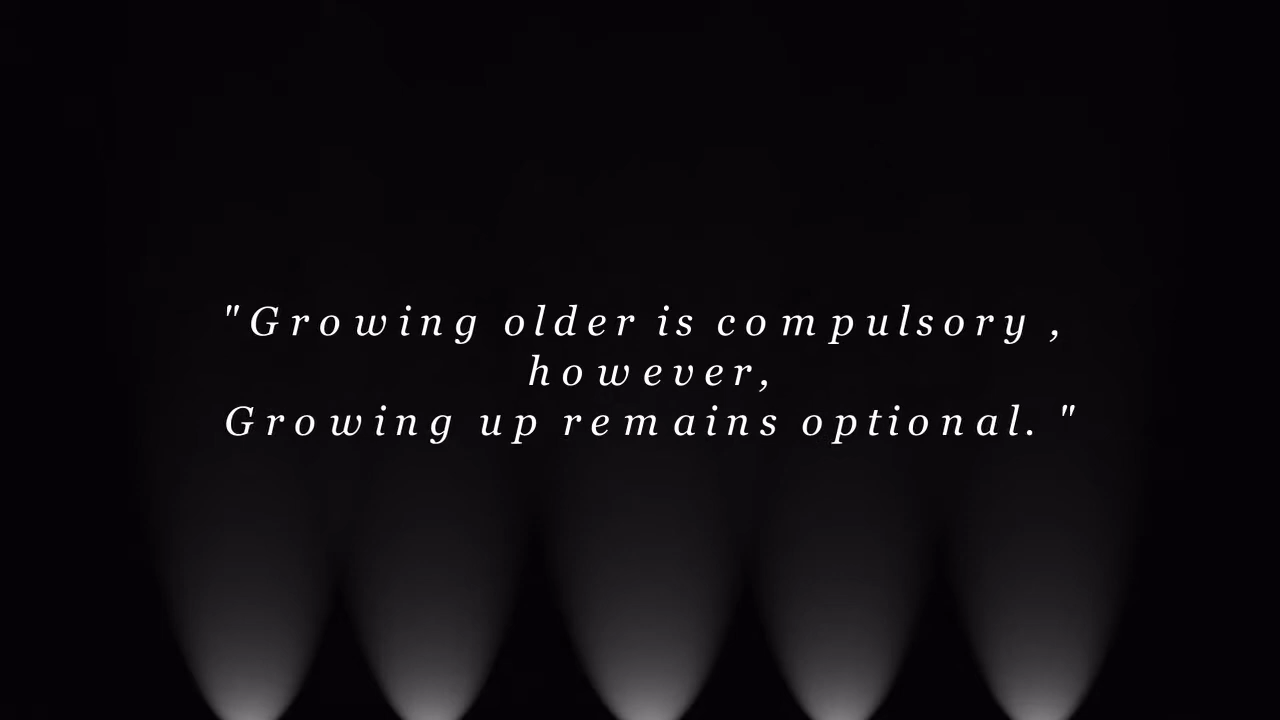 "Growing older is compulsory ,
however,
Growing up remains optional. "